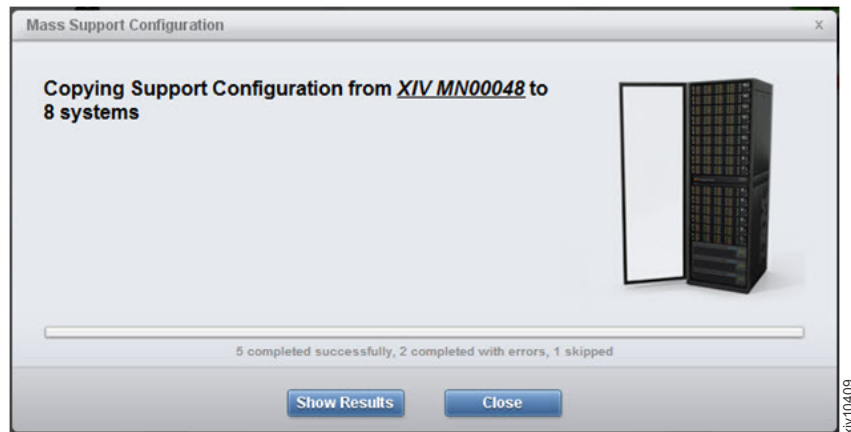 Mass Support Configuration
x
Copying Support Configuration from XIV MN00048 to
8 systems
5 completed successfully, 2 completed with errors, 1 skipped
Show Results
Close
xiv10409